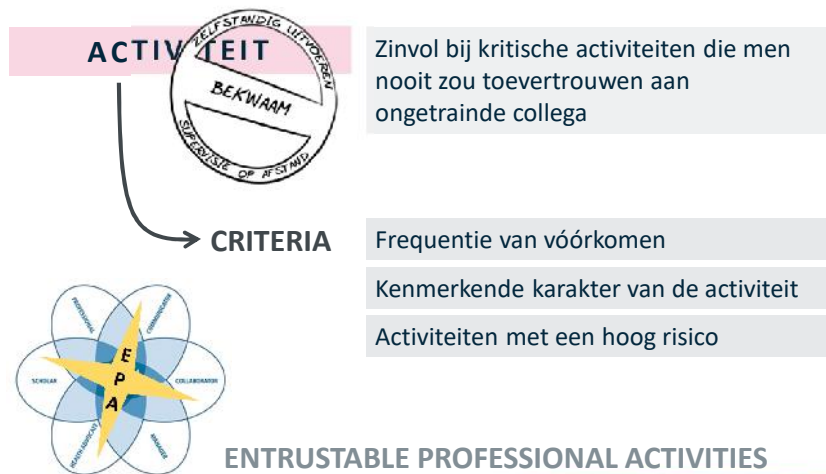 ACTIVITEIT
ZELFSTANDIG UITVOEREN
BEKWAAM
SUPERVISIE OP AFSTAND
Zinvol bij kritische activiteiten die men
nooit zou toevertrouwen aan
ongetrainde collega
CRITERIA
Frequentie van vóórkomen
Kenmerkende karakter van de activiteit
Activiteiten met een hoog risico
PROFESSIONAL
COMMUNICATOR
SCHOLAR
E
P
A
COLLABORATOR
HEALTH ADVOCATE
MANAGER
ENTRUSTABLE PROFESSIONAL ACTIVITIES